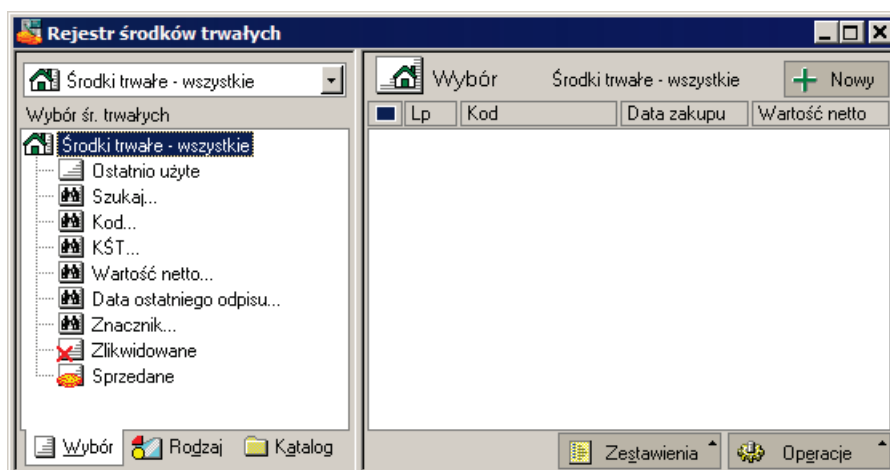 Rejestr środków trwałych
Środki trwałe - wszystkie
Wybór śr. trwałych
Środki trwałe - wszystkie
Ostatnio użyte
Szukaj...
Kod...
KŚT...
Wartość netto...
Data ostatniego odpisu...
Znacznik...
Zlikwidowane
Sprzedane
Wybór Rodzaj Katalog
Wybór Środki trwałe - wszystkie Nowy
Lp Kod Data zakupu Wartość netto
Zestawienia Operacje